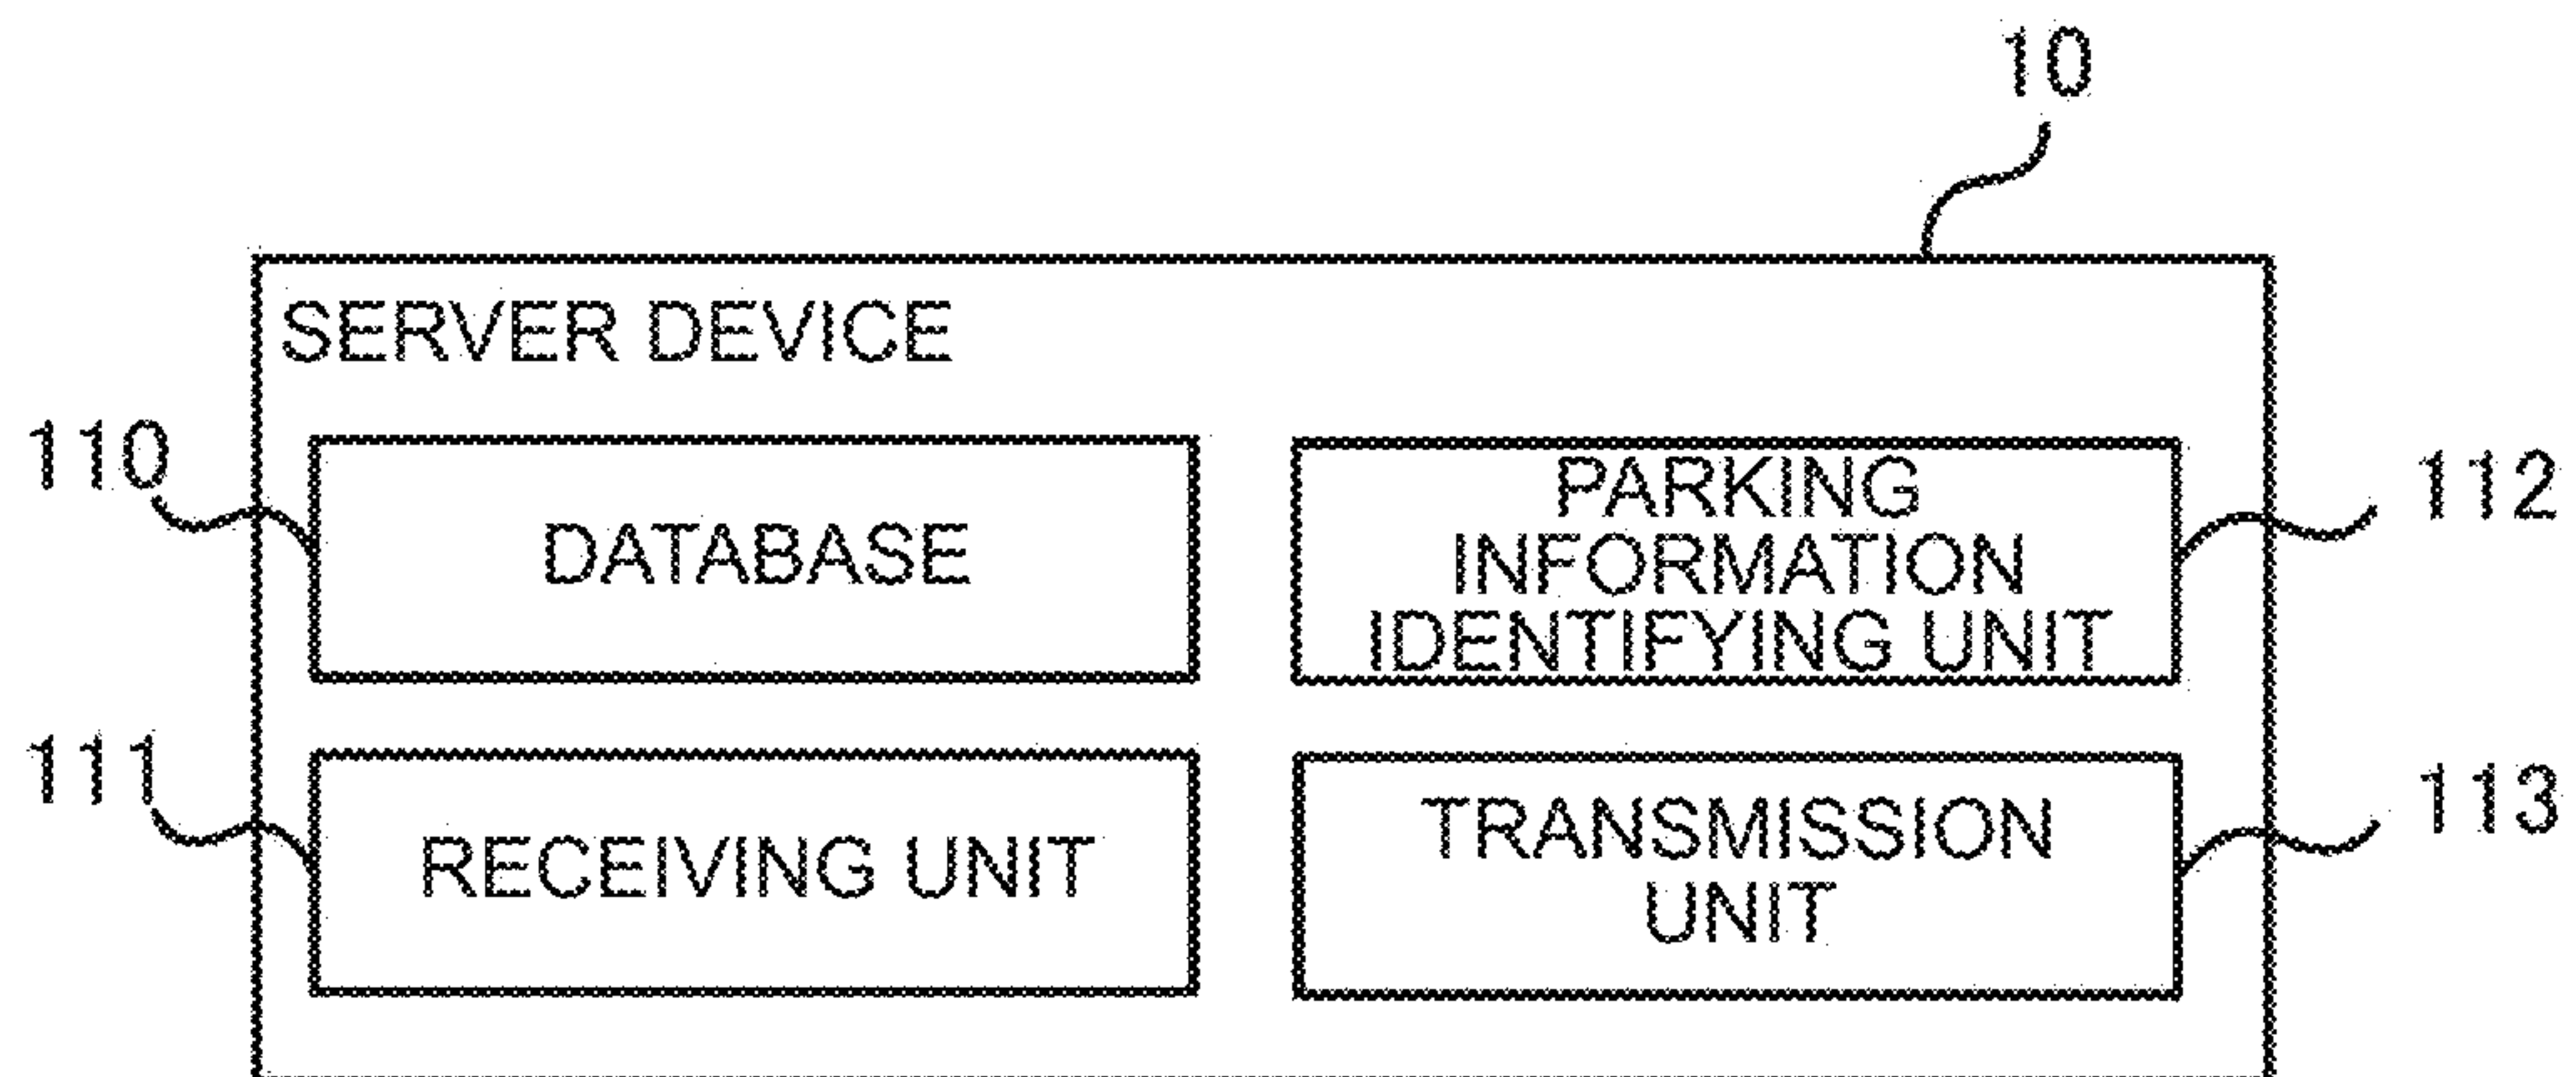 10
SERVER DEVICE
110
DATABASE
PARKING
INFORMATION
IDENTIFYING UNIT
112
111
RECEIVING UNIT
TRANSMISSION
UNIT
113